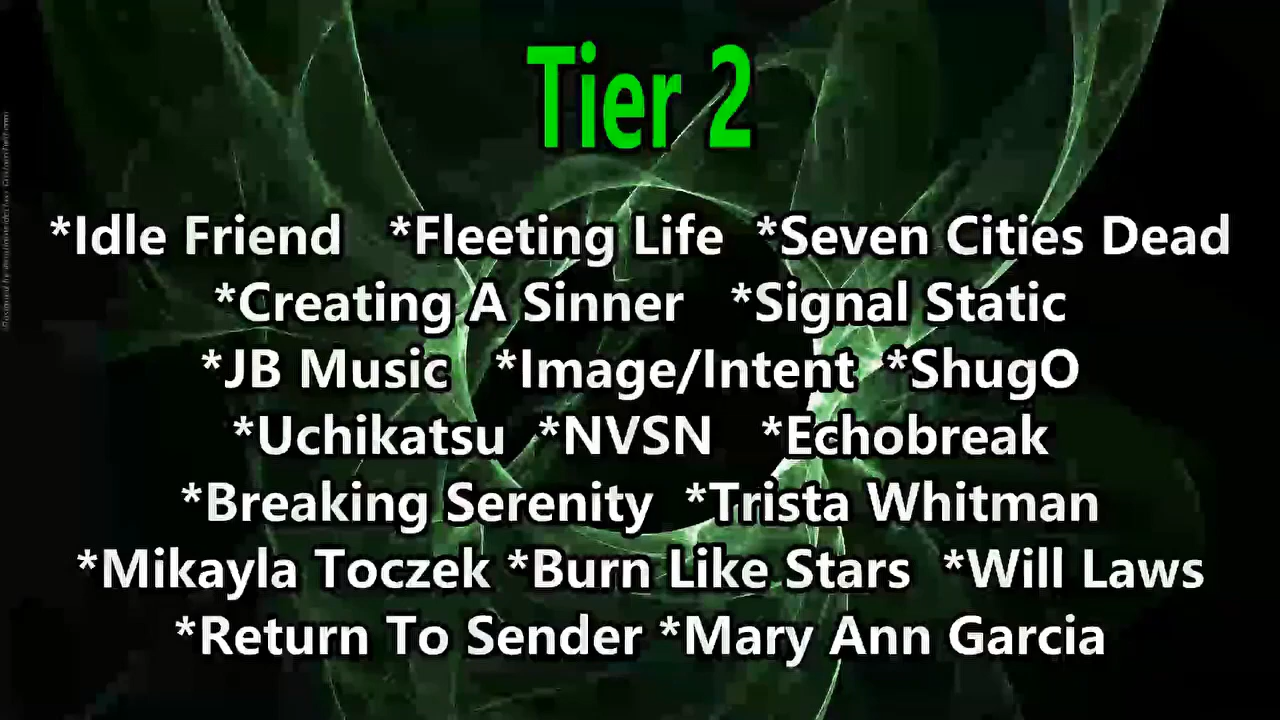 Tier 2
*Idle Friend *Fleeting Life *Seven Cities Dead
*Creating A Sinner *Signal Static
*JB Music *Image/Intent *ShugO
*Uchikatsu *NVSN *Echobreak
*Breaking Serenity *Trista Whitman
*Mikayla Toczek *Burn Like Stars *Will Laws
*Return To Sender *Mary Ann Garcia